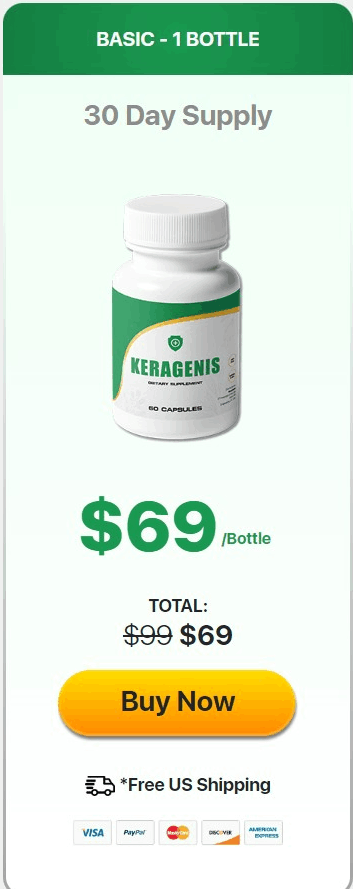 BASIC - 1 BOTTLE
30 Day Supply
KERAGENIS
DIETARY SUPPLEMENT
60 CAPSULES
$69 /Bottle
TOTAL:
$99 $69
Buy Now
*Free US Shipping
VISA PayPal MasterCard DISCOVER AMERICAN EXPRESS